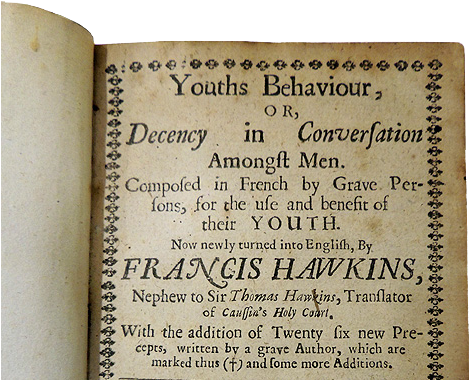 Youths Behaviour,
OR,
Decency in Converſation
Amongſt Men.
Compoſed in French by Grave Per-
ſons, for the uſe and benefit of
their YOUTH.
Now newly turned into Engliſh, By
FRANCIS HAWKINS,
Nephew to Sir Thomas Hawkins, Tranſlator
of Cauſſin's Holy Court.
With the addition of Twenty ſix new Pre-
cepts, written by a grave Author, which are
marked thus (†) and ſome more Additions.